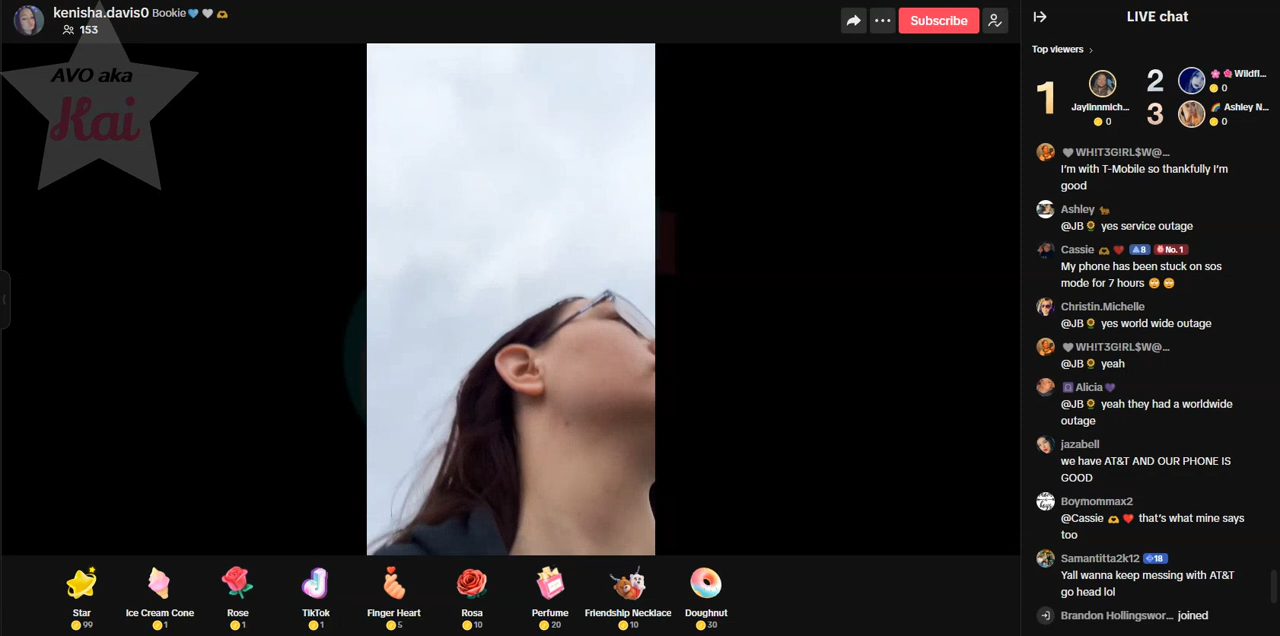 kenisha.davis0 Bookie
153
Subscribe
AVO aka
Kai
LIVE chat
Top viewers
1
Jaylinnmich...
0
2
Wildfl...
0
3
Ashley N...
0
WH!T3G!RL$W@...
I'm with T-Mobile so thankfully I'm
good
Ashley
@JB yes service outage
Cassie 8 No. 1
My phone has been stuck on sos
mode for 7 hours
Christin.Michelle
@JB yes world wide outage
WH!T3G!RL$W@...
@JB yeah
Alicia
@JB yeah they had a worldwide
outage
jazabell
we have AT&T AND OUR PHONE IS
GOOD
Boymommax2
@Cassie that's what mine says
too
Samantitta2k12 18
Yall wanna keep messing with AT&T
go head lol
Brandon Hollingswor... joined
Star
99
Ice Cream Cone
1
Rose
1
TikTok
1
Finger Heart
5
Rosa
10
Perfume
20
Friendship Necklace
10
Doughnut
30